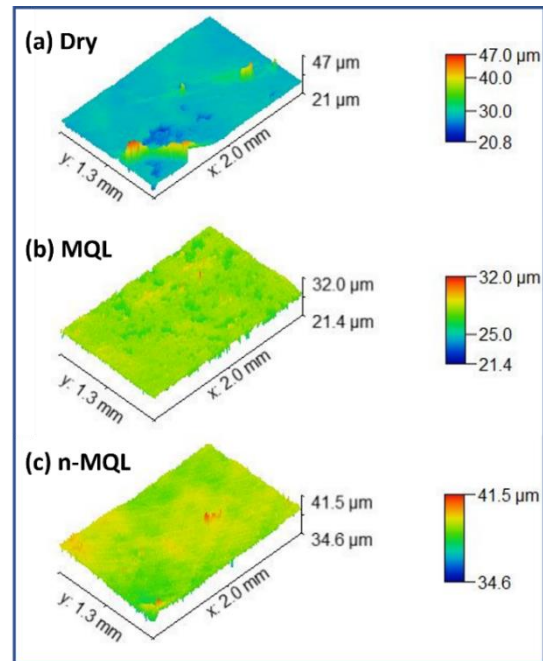 (a) Dry
47 µm
21 µm
y: 1.3 mm
x: 2.0 mm
47.0 µm
40.0
30.0
20.8
(b) MQL
32.0 µm
21.4 µm
y: 1.3 mm
x: 2.0 mm
32.0 µm
25.0
21.4
(c) n-MQL
41.5 µm
34.6 µm
y: 1.3 mm
x: 2.0 mm
41.5 µm
34.6